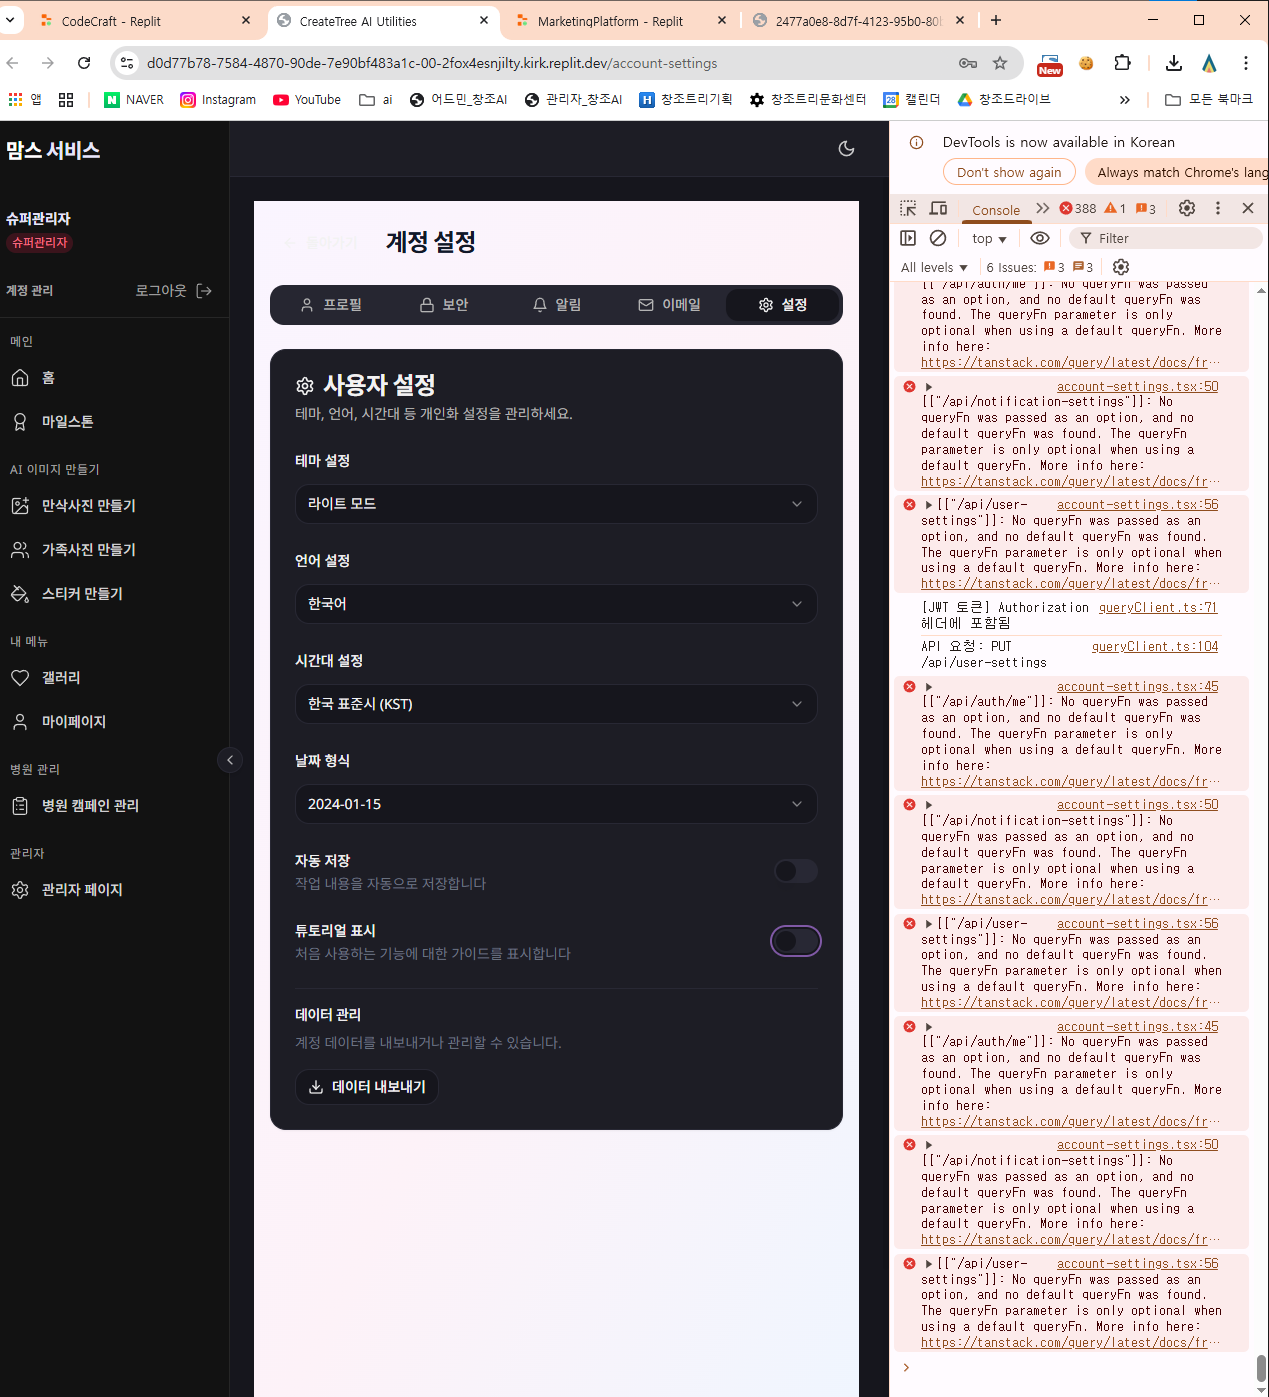 CodeCraft - Replit
CreateTree AI Utilities
MarketingPlatform - Replit
2477a0e8-8d7f-4123-95b0-80
d0d77b78-7584-4870-90de-7e90bf483a1c-00-2fox4esnjilty.kirk.replit.dev/account-settings
New
앱
NAVER
Instagram
YouTube
ai
어드민_창조AI
관리자_창조AI
창조트리기획
창조트리문화센터
28
캘린더
창조드라이브
모든 북마크
맘스 서비스
슈퍼관리자
슈퍼관리자
계정 관리
로그아웃
메인
홈
마일스톤
AI 이미지 만들기
만삭사진 만들기
가족사진 만들기
스티커 만들기
내 메뉴
갤러리
마이페이지
병원 관리
병원 캠페인 관리
관리자
관리자 페이지
돌아가기
계정 설정
프로필
보안
알림
이메일
설정
사용자 설정
테마, 언어, 시간대 등 개인화 설정을 관리하세요.
테마 설정
라이트 모드
언어 설정
한국어
시간대 설정
한국 표준시 (KST)
날짜 형식
2024-01-15
자동 저장
작업 내용을 자동으로 저장합니다
튜토리얼 표시
처음 사용하는 기능에 대한 가이드를 표시합니다
데이터 관리
계정 데이터를 내보내거나 관리할 수 있습니다.
데이터 내보내기
DevTools is now available in Korean
Don't show again
Always match Chrome's lang
Console
388
1
3
top
Filter
All levels
6 Issues:
3
3
[["/api/auth/me"]]: No queryFn was passed
as an option, and no default queryFn was
found. The queryFn parameter is only
optional when using a default queryFn. More
info here:
https://tanstack.com/query/latest/docs/fr…
account-settings.tsx:50
[["/api/notification-settings"]]: No
queryFn was passed as an option, and no
default queryFn was found. The queryFn
parameter is only optional when using a
default queryFn. More info here:
https://tanstack.com/query/latest/docs/fr…
[["/api/user- account-settings.tsx:56
settings"]]: No queryFn was passed as an
option, and no default queryFn was found.
The queryFn parameter is only optional when
using a default queryFn. More info here:
https://tanstack.com/query/latest/docs/fr…
[JWT 토큰] Authorization queryClient.ts:71
헤더에 포함됨
API 요청: PUT queryClient.ts:104
/api/user-settings
account-settings.tsx:45
[["/api/auth/me"]]: No queryFn was passed
as an option, and no default queryFn was
found. The queryFn parameter is only
optional when using a default queryFn. More
info here:
https://tanstack.com/query/latest/docs/fr…
account-settings.tsx:50
[["/api/notification-settings"]]: No
queryFn was passed as an option, and no
default queryFn was found. The queryFn
parameter is only optional when using a
default queryFn. More info here:
https://tanstack.com/query/latest/docs/fr…
[["/api/user- account-settings.tsx:56
settings"]]: No queryFn was passed as an
option, and no default queryFn was found.
The queryFn parameter is only optional when
using a default queryFn. More info here:
https://tanstack.com/query/latest/docs/fr…
account-settings.tsx:45
[["/api/auth/me"]]: No queryFn was passed
as an option, and no default queryFn was
found. The queryFn parameter is only
optional when using a default queryFn. More
info here:
https://tanstack.com/query/latest/docs/fr…
account-settings.tsx:50
[["/api/notification-settings"]]: No
queryFn was passed as an option, and no
default queryFn was found. The queryFn
parameter is only optional when using a
default queryFn. More info here:
https://tanstack.com/query/latest/docs/fr…
[["/api/user- account-settings.tsx:56
settings"]]: No queryFn was passed as an
option, and no default queryFn was found.
The queryFn parameter is only optional when
using a default queryFn. More info here:
https://tanstack.com/query/latest/docs/fr…